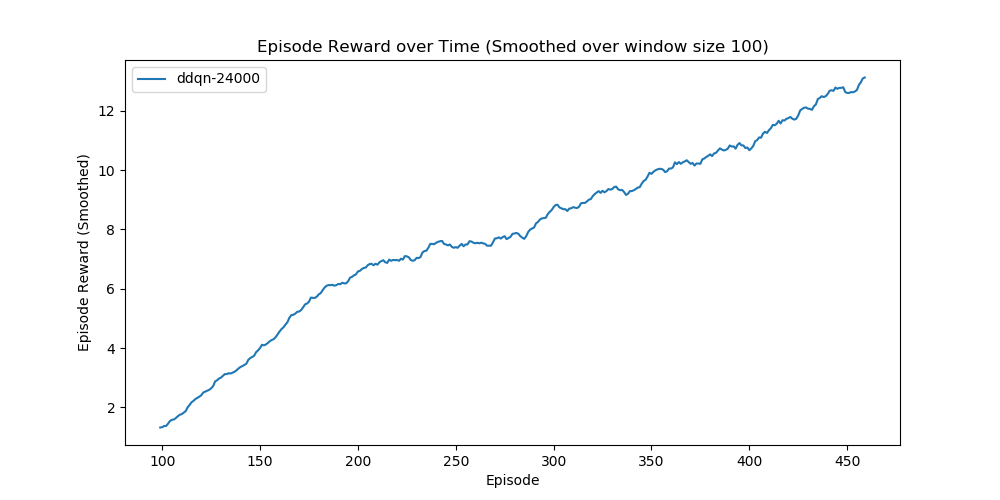 Episode Reward over Time (Smoothed over window size 100)
ddqn-24000
Episode Reward (Smoothed)
12
10
8
6
4
2
100 150 200 250 300 350 400 450
Episode